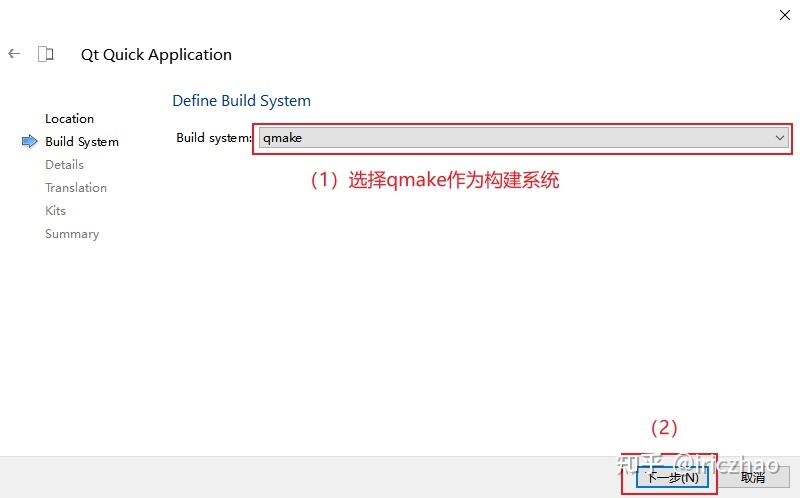 Qt Quick Application
Define Build System
Location
Build System
Details
Translation
Kits
Summary
Build system: qmake
（1）选择qmake作为构建系统
（2）
知乎 @iriczhao
下一步(N)
取消